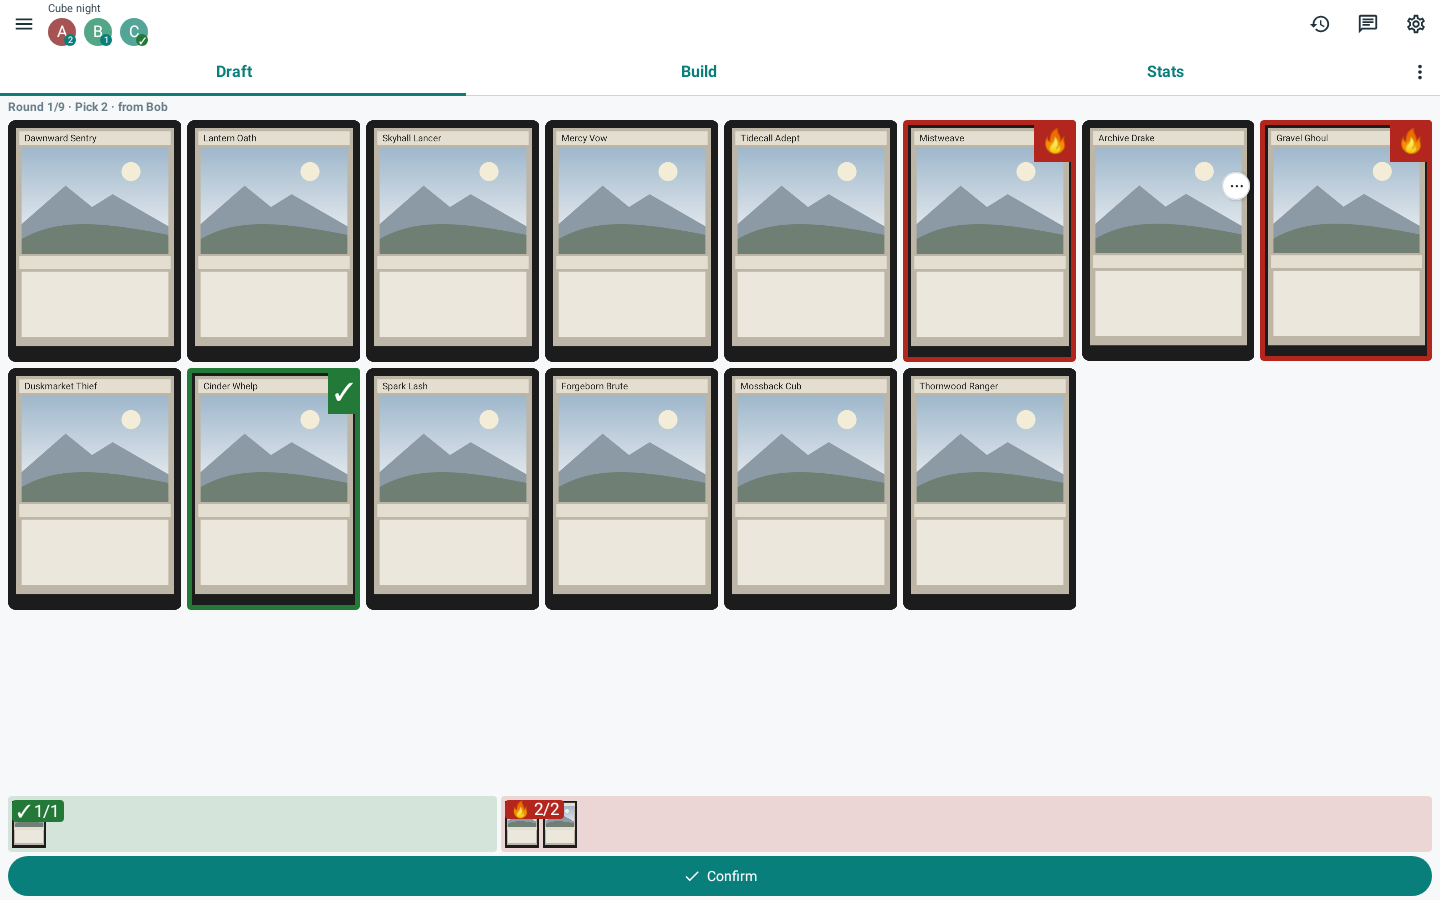 Cube night
A 2 B 1 C ✓
Draft Build Stats
Round 1/9 · Pick 2 · from Bob
Dawnward Sentry Lantern Oath Skyhall Lancer Mercy Vow Tidecall Adept Mistweave Archive Drake Gravel Ghoul
Duskmarket Thief Cinder Whelp Spark Lash Forgeborn Brute Mossback Cub Thornwood Ranger
✓ 1/1 🔥 2/2
✓ Confirm